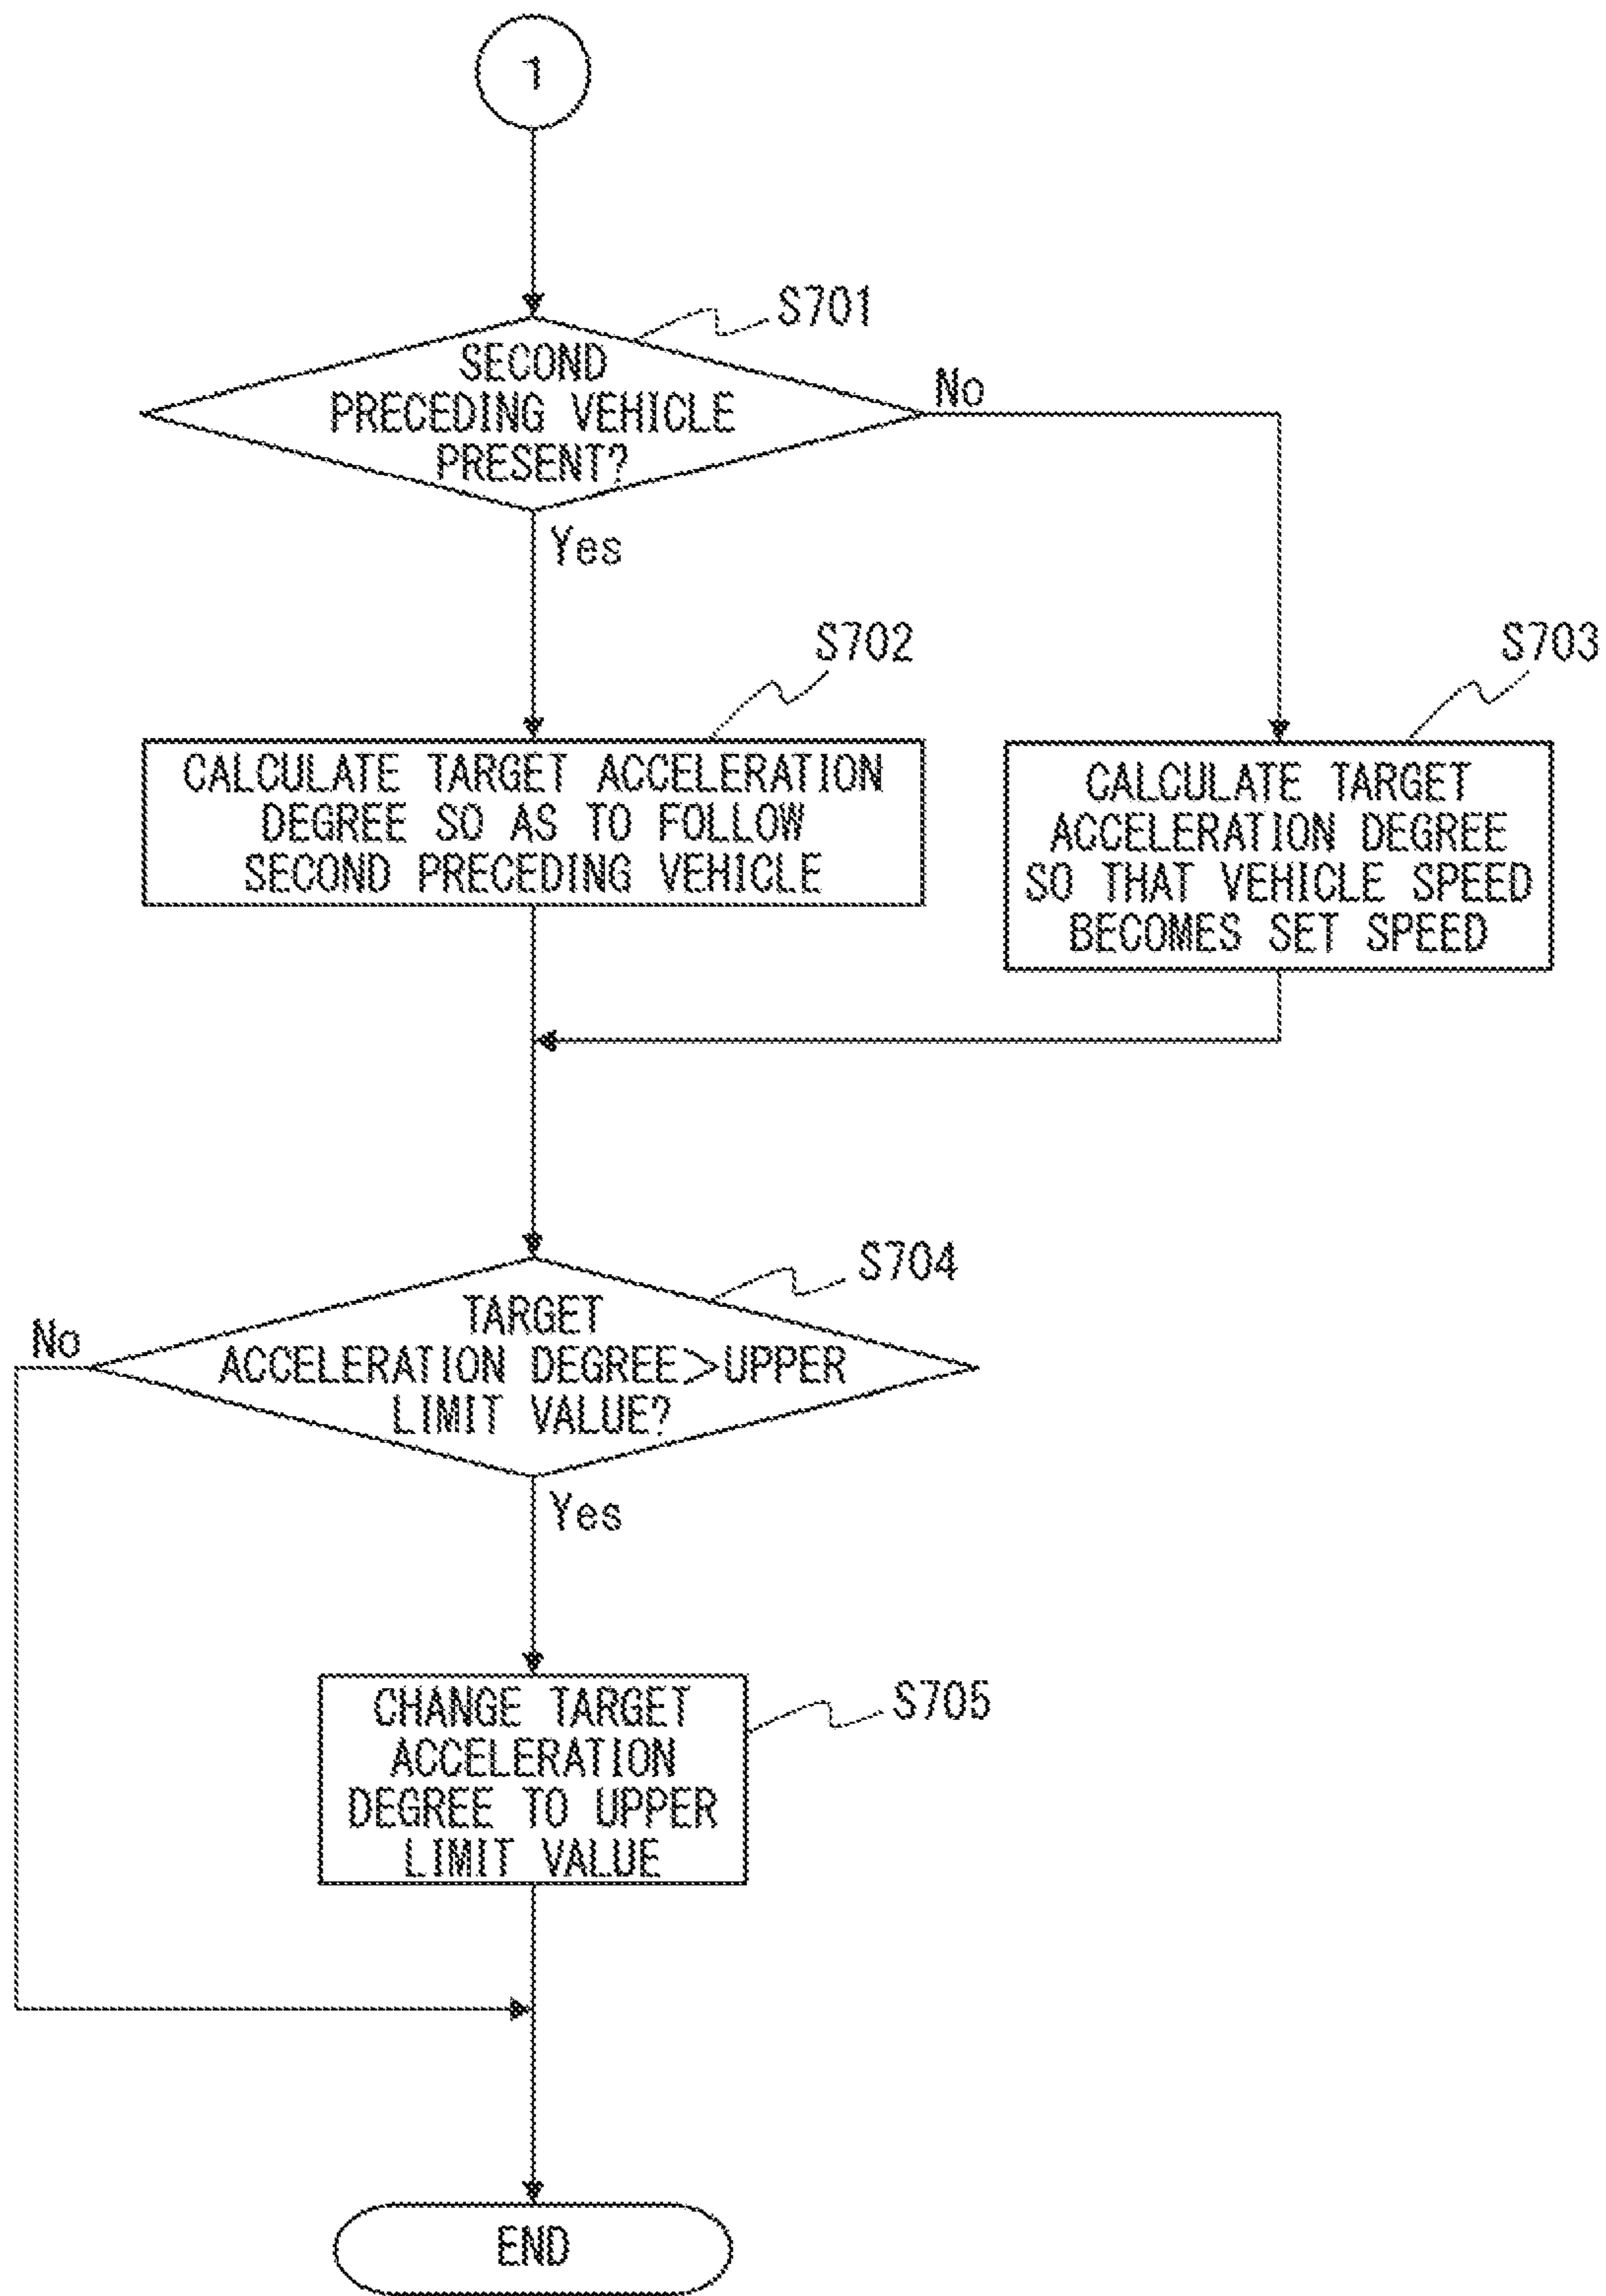 1
S701
SECOND
PRECEDING VEHICLE
PRESENT?
No
Yes
S702
CALCULATE TARGET ACCELERATION
DEGREE SO AS TO FOLLOW
SECOND PRECEDING VEHICLE
S703
CALCULATE TARGET
ACCELERATION DEGREE
SO THAT VEHICLE SPEED
BECOMES SET SPEED
S704
TARGET
ACCELERATION DEGREE>UPPER
LIMIT VALUE?
No
Yes
S705
CHANGE TARGET
ACCELERATION
DEGREE TO UPPER
LIMIT VALUE
END